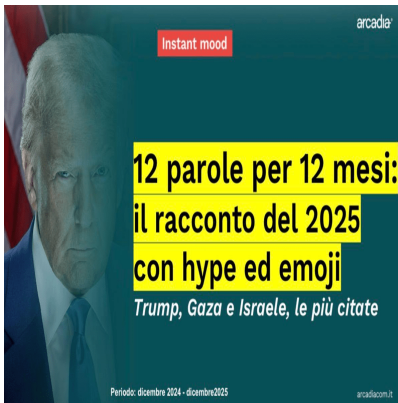 arcadia
Instant mood
12 parole per 12 mesi:
il racconto del 2025
con hype ed emoji
Trump, Gaza e Israele, le più citate
Periodo: dicembre 2024 - dicembre2025
arcadiacom.it